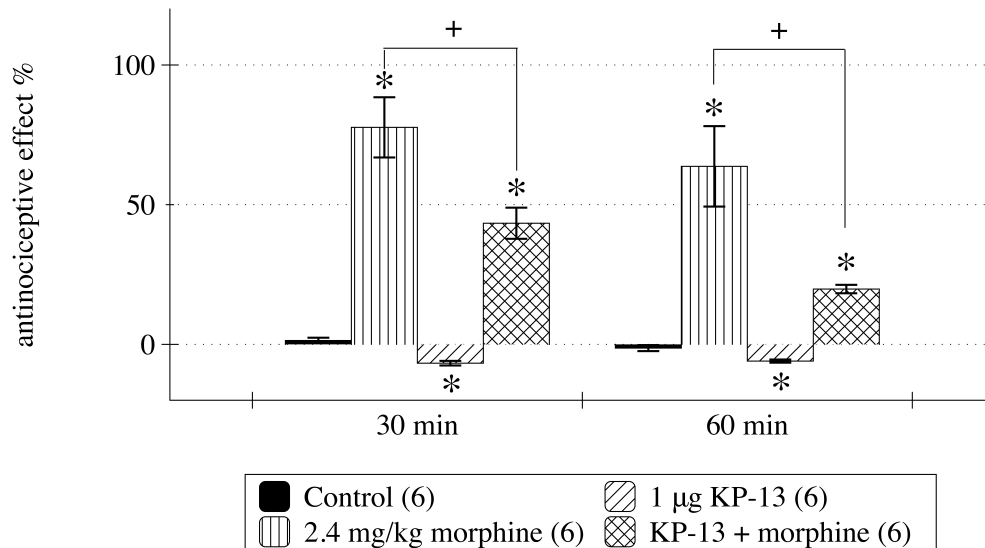 antinociceptive effect %
+ +
100
* *
50
* *
0
* *
30 min 60 min
Control (6) 1 µg KP-13 (6)
2.4 mg/kg morphine (6) KP-13 + morphine (6)